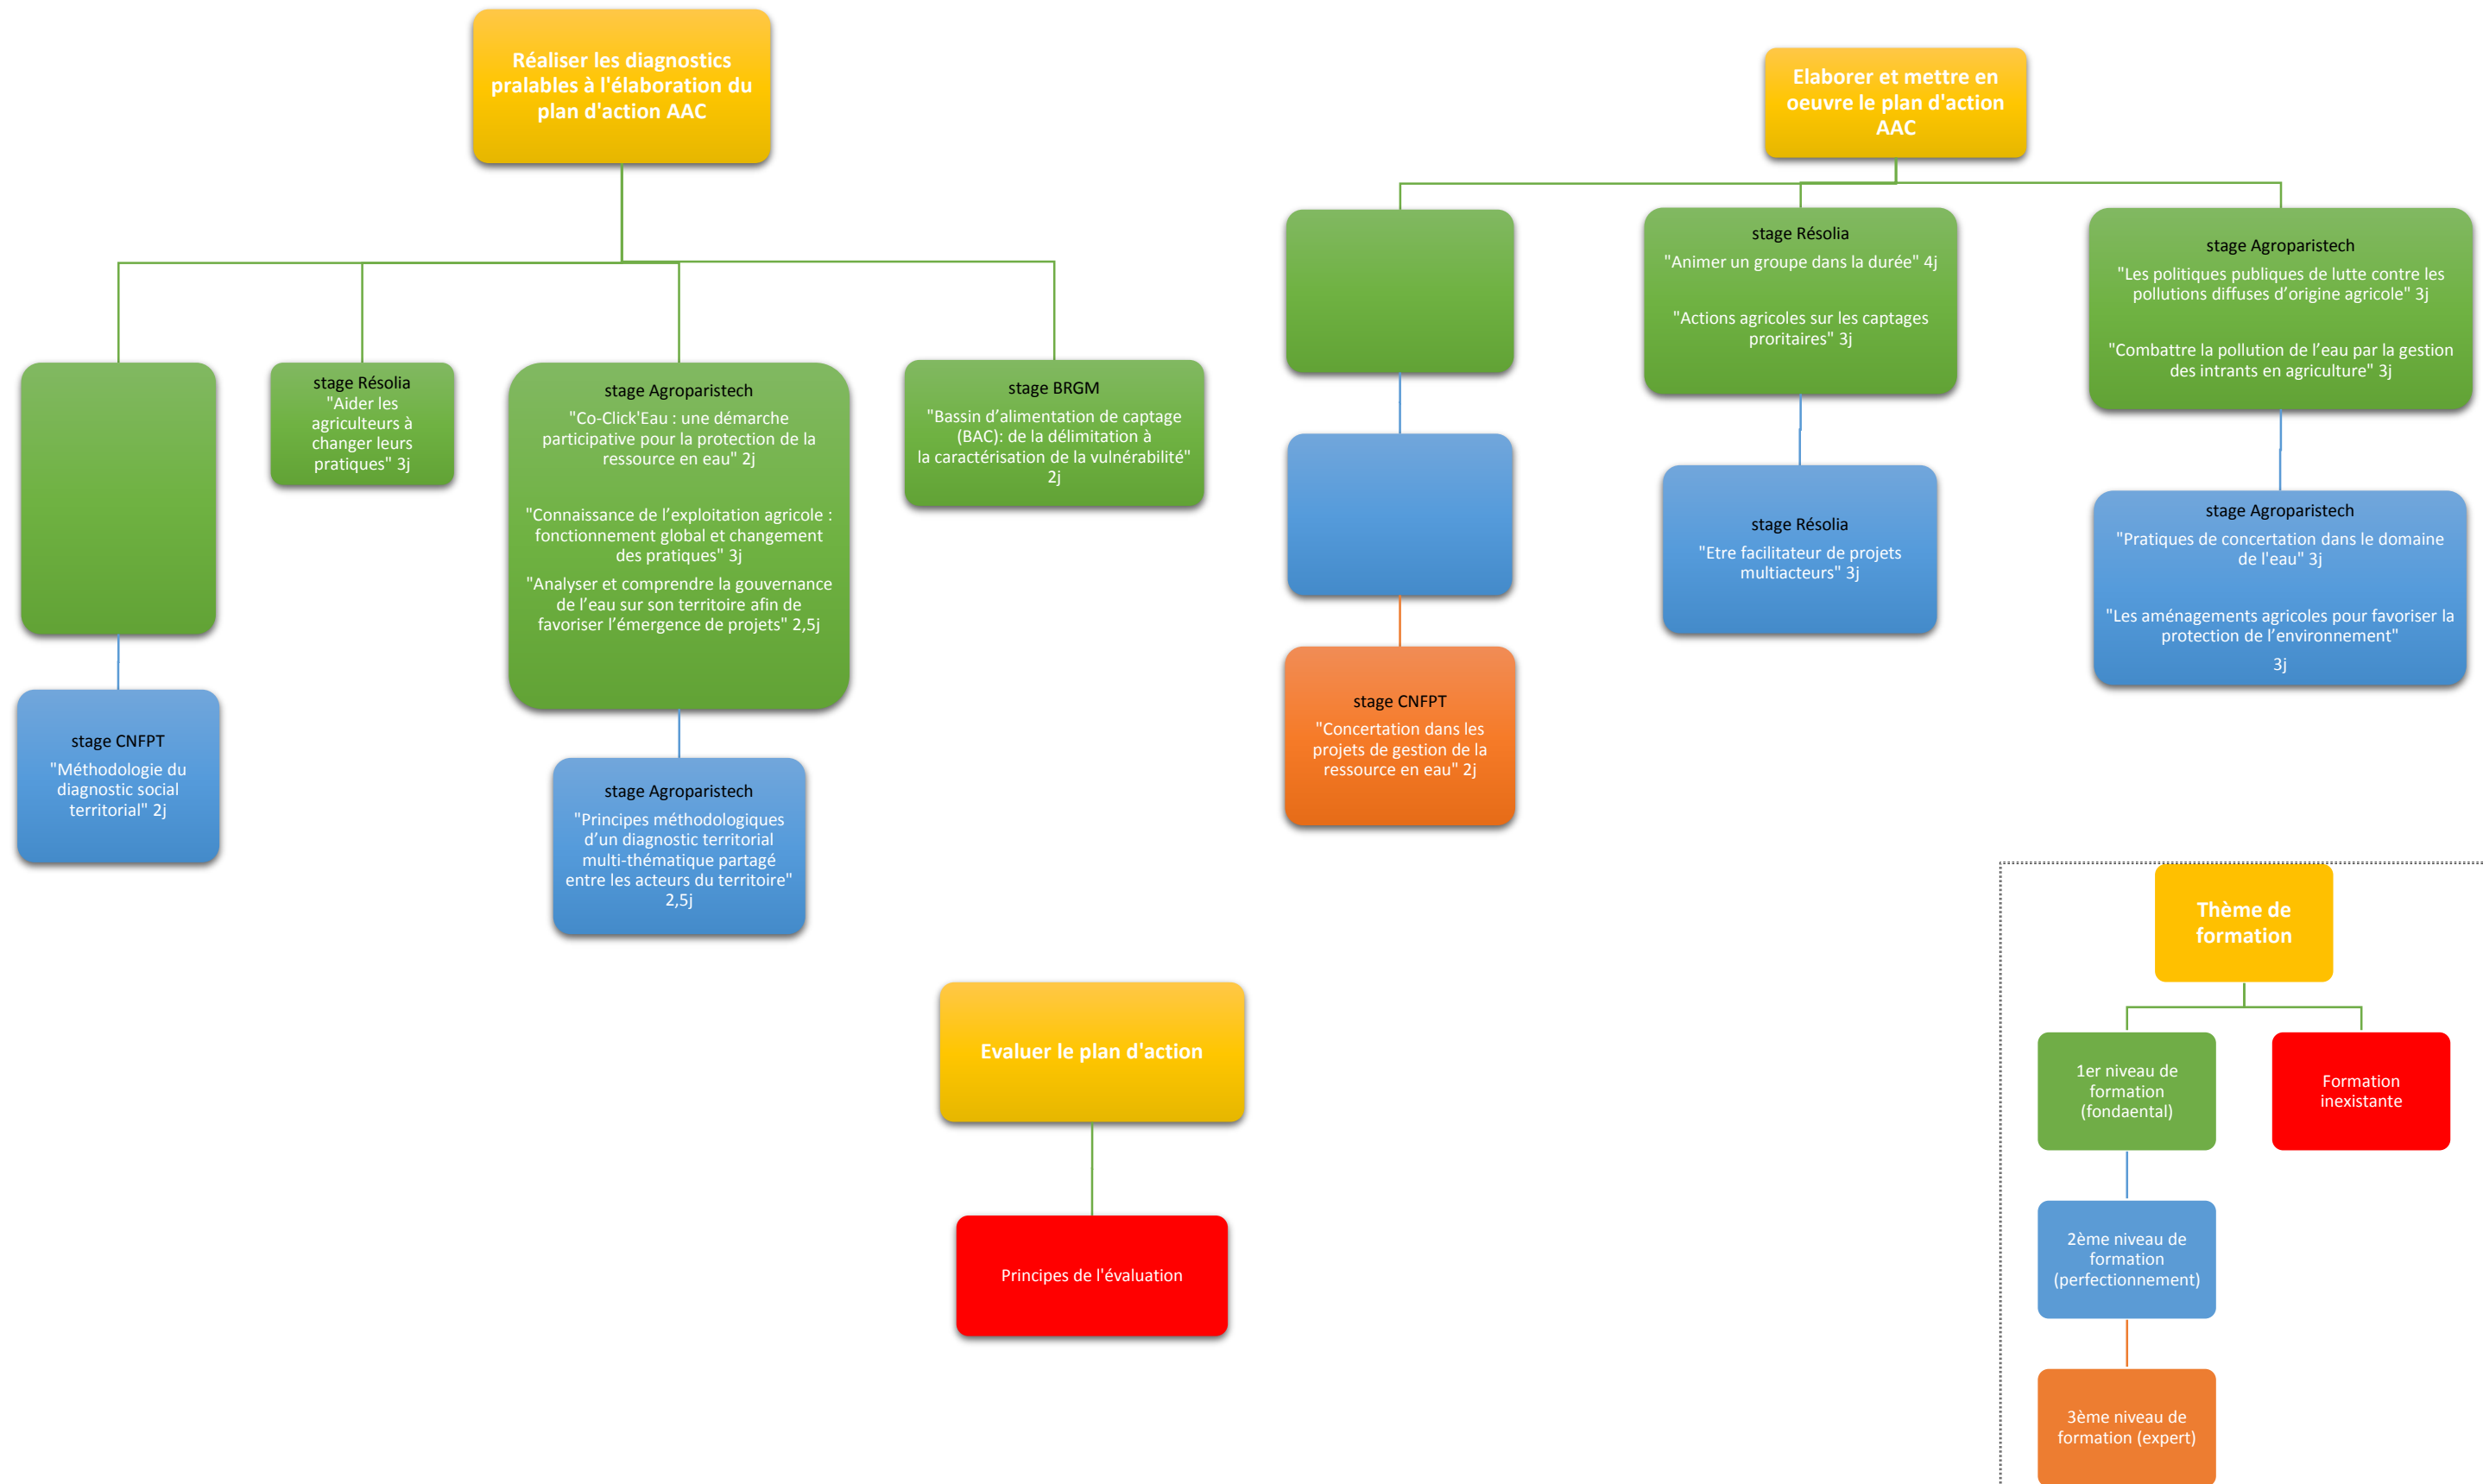 Réaliser les diagnostics
pralables à l'élaboration du
plan d'action AAC
stage Résolia
"Aider les
agriculteurs à
changer leurs
pratiques" 3j
stage Agroparistech
"Co-Click'Eau : une démarche
participative pour la protection de la
ressource en eau" 2j
"Connaissance de l’exploitation agricole :
fonctionnement global et changement
des pratiques" 3j
"Analyser et comprendre la gouvernance
de l’eau sur son territoire afin de
favoriser l’émergence de projets" 2,5j
stage BRGM
"Bassin d’alimentation de captage
(BAC): de la délimitation à
la caractérisation de la vulnérabilité"
2j
stage CNFPT
"Méthodologie du
diagnostic social
territorial" 2j
stage Agroparistech
"Principes méthodologiques
d’un diagnostic territorial
multi-thématique partagé
entre les acteurs du territoire"
2,5j
Elaborer et mettre en
oeuvre le plan d'action
AAC
stage Résolia
"Animer un groupe dans la durée" 4j
"Actions agricoles sur les captages
proritaires" 3j
stage Agroparistech
"Les politiques publiques de lutte contre les
pollutions diffuses d’origine agricole" 3j
"Combattre la pollution de l’eau par la gestion
des intrants en agriculture" 3j
stage Résolia
"Etre facilitateur de projets
multiacteurs" 3j
stage Agroparistech
"Pratiques de concertation dans le domaine
de l'eau" 3j
"Les aménagements agricoles pour favoriser la
protection de l’environnement"
3j
stage CNFPT
"Concertation dans les
projets de gestion de la
ressource en eau" 2j
Evaluer le plan d'action
Principes de l'évaluation
Thème de
formation
1er niveau de
formation
(fondaental)
Formation
inexistante
2ème niveau de
formation
(perfectionnement)
3ème niveau de
formation (expert)